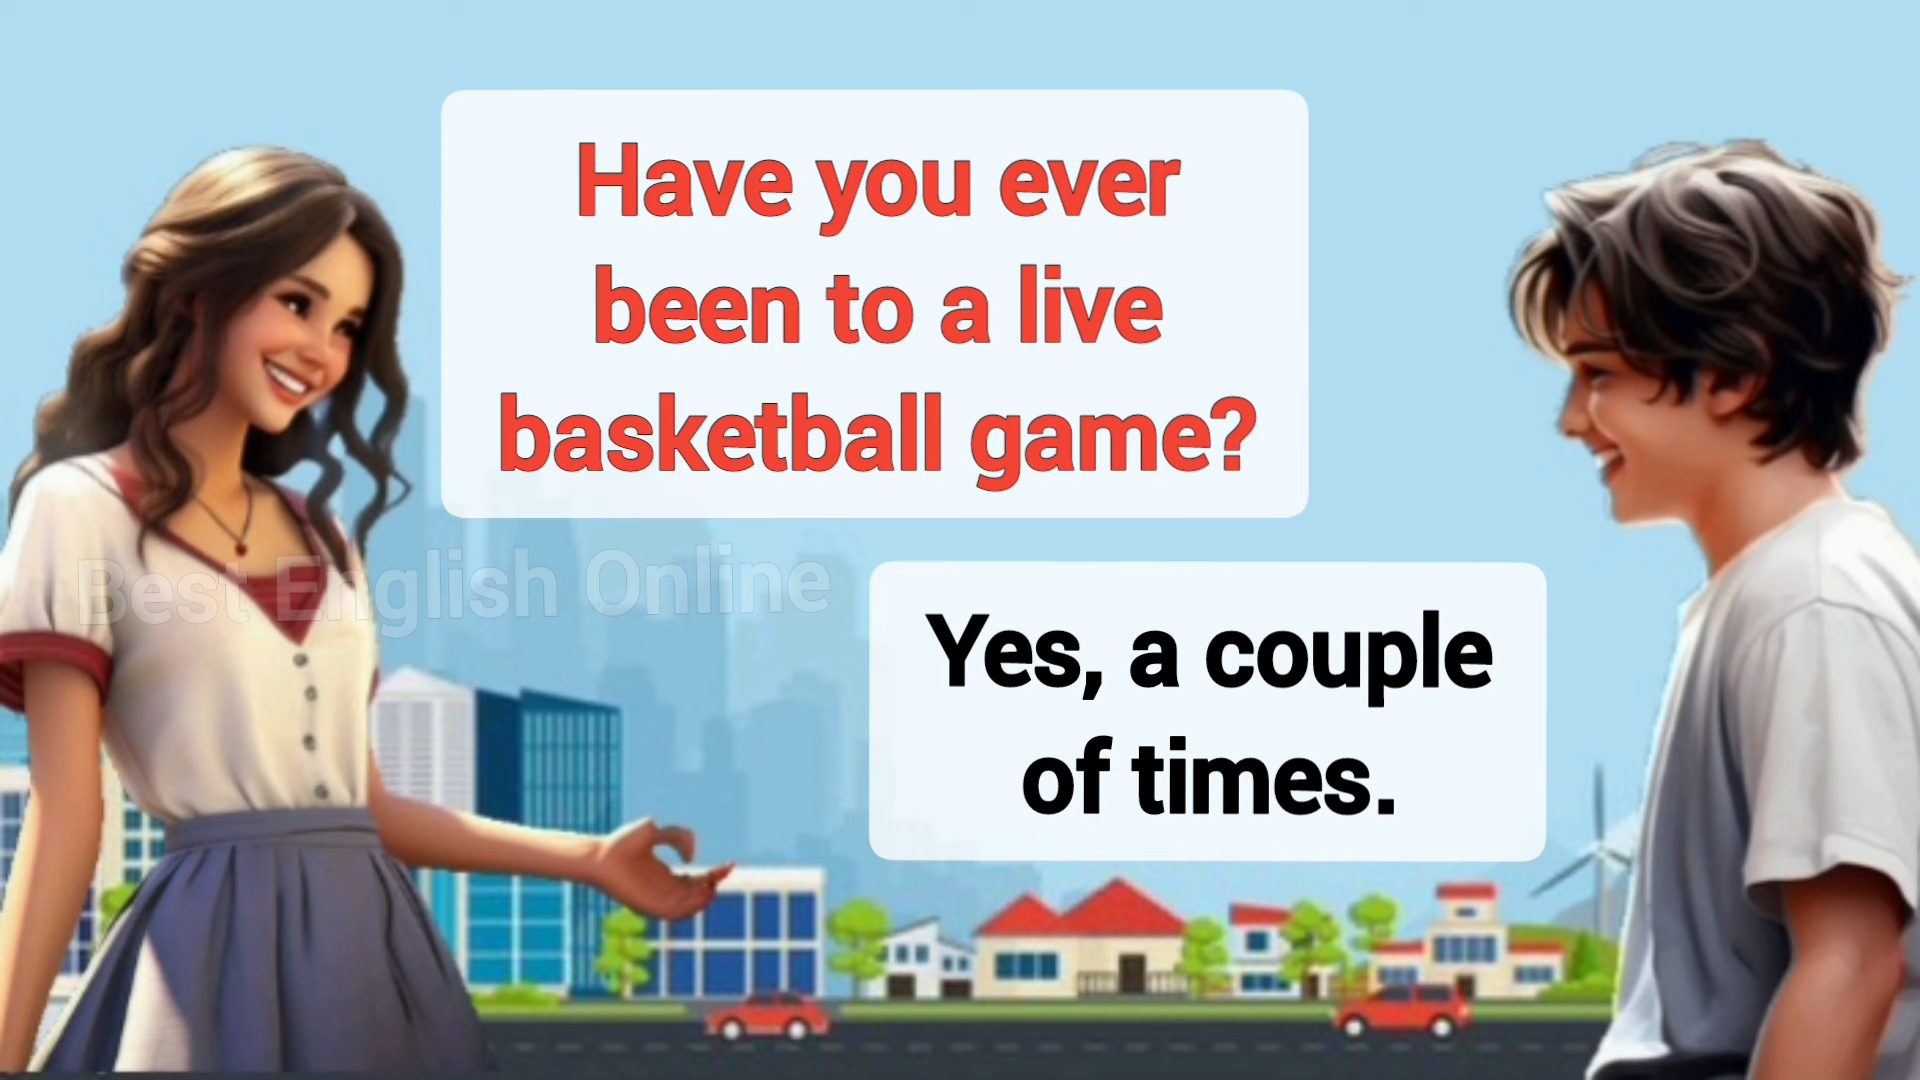 Have you ever
been to a live
basketball game?
Best English Online
Yes, a couple
of times.